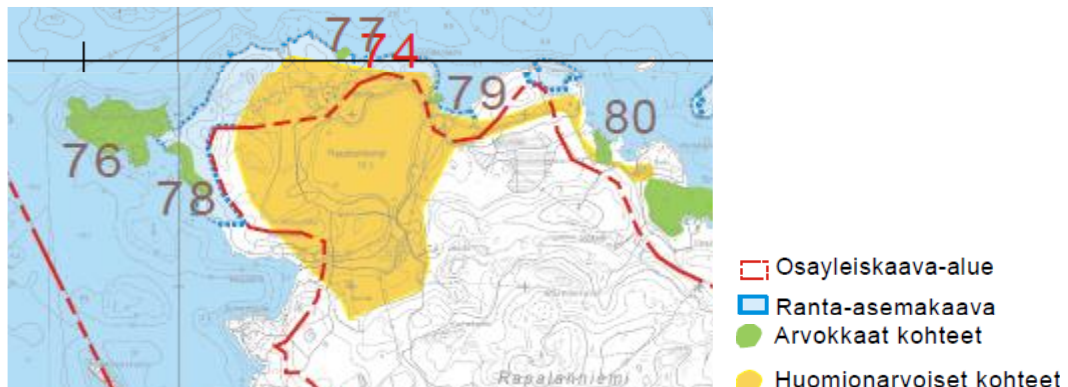 77
74
79
80
76
78
Rapalanniemi
Osayleiskaava-alue
Ranta-asemakaava
Arvokkaat kohteet
Huomionarvoiset kohteet